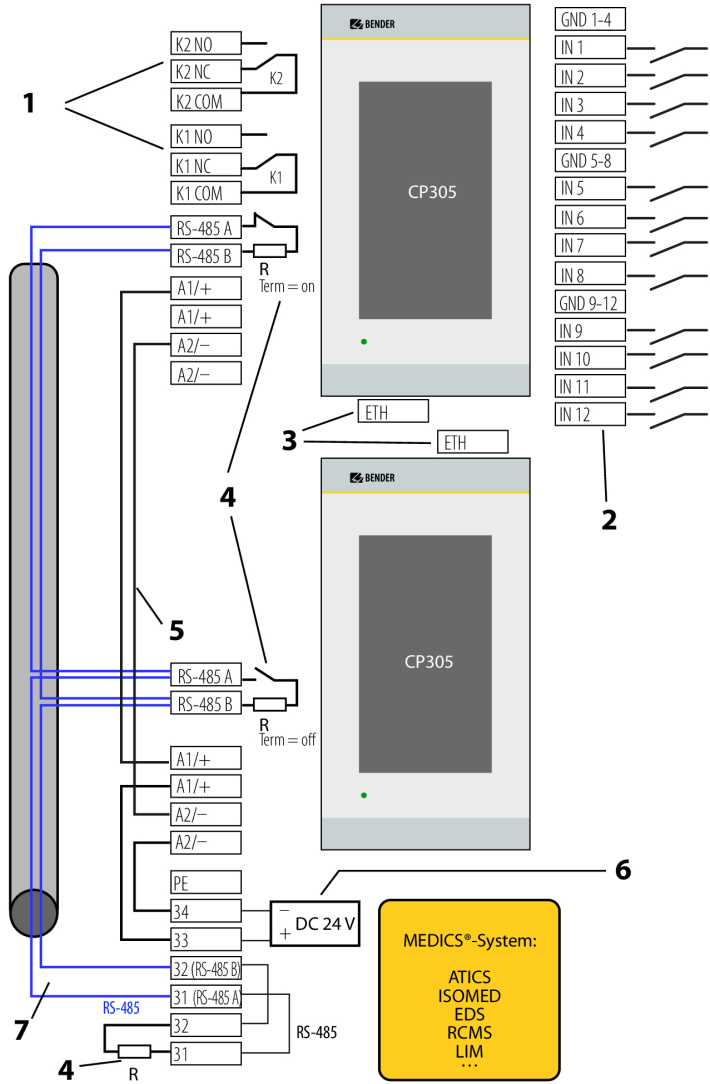 BENDER
K2 NO
K2 NC
K2 COM
K2
1
K1 NO
K1 NC
K1 COM
K1
CP305
RS-485 A
RS-485 B
R
Term = on
A1/+
A1/+
A2/−
A2/−
GND 1-4
IN 1
IN 2
IN 3
IN 4
GND 5-8
IN 5
IN 6
IN 7
IN 8
GND 9-12
IN 9
IN 10
IN 11
IN 12
2
ETH
3
ETH
4
BENDER
5
CP305
RS-485 A
RS-485 B
R
Term = off
A1/+
A1/+
A2/−
A2/−
PE
34
33
−
+
DC 24 V
6
32 (RS-485 B)
31 (RS-485 A)
32
31
RS-485
RS-485
7
4
R
MEDICS®-System:
ATICS
ISOMED
EDS
RCMS
LIM
...